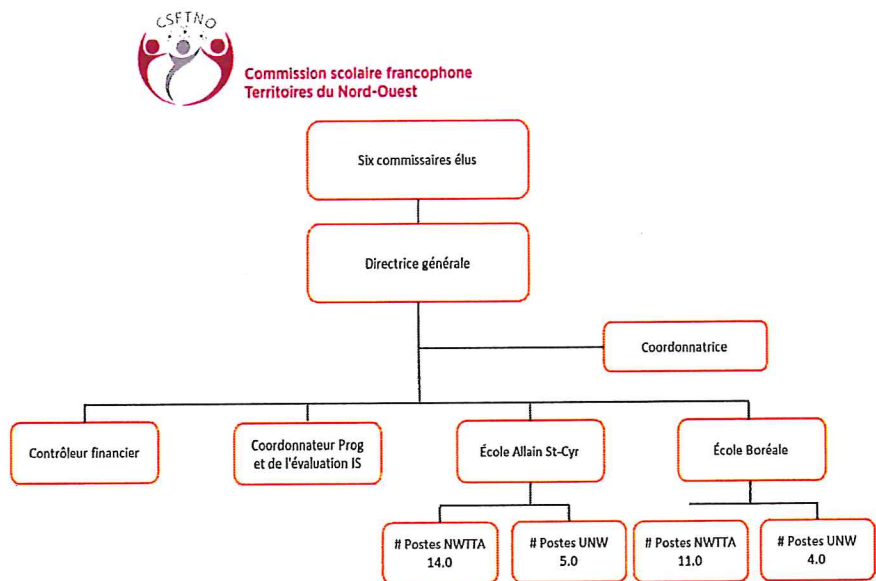 CSFTNO
Commission scolaire francophone
Territoires du Nord-Ouest
Six commissaires élus
Directrice générale
Coordonnatrice
Contrôleur financier
Coordonnateur Prog
et de l'évaluation IS
École Allain St-Cyr
École Boréale
# Postes NWTTA
14.0
# Postes UNW
5.0
# Postes NWTTA
11.0
# Postes UNW
4.0